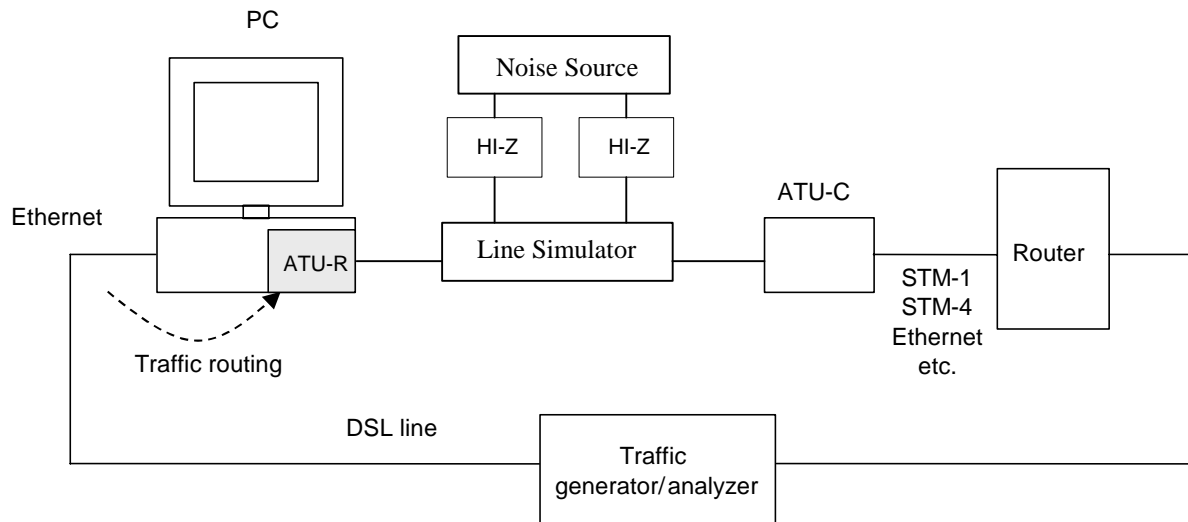 PC
Noise Source
HI-Z
HI-Z
ATU-C
Ethernet
Line Simulator
Router
ATU-R
STM-1
STM-4
Ethernet
etc.
Traffic routing
DSL line
Traffic
generator/analyzer